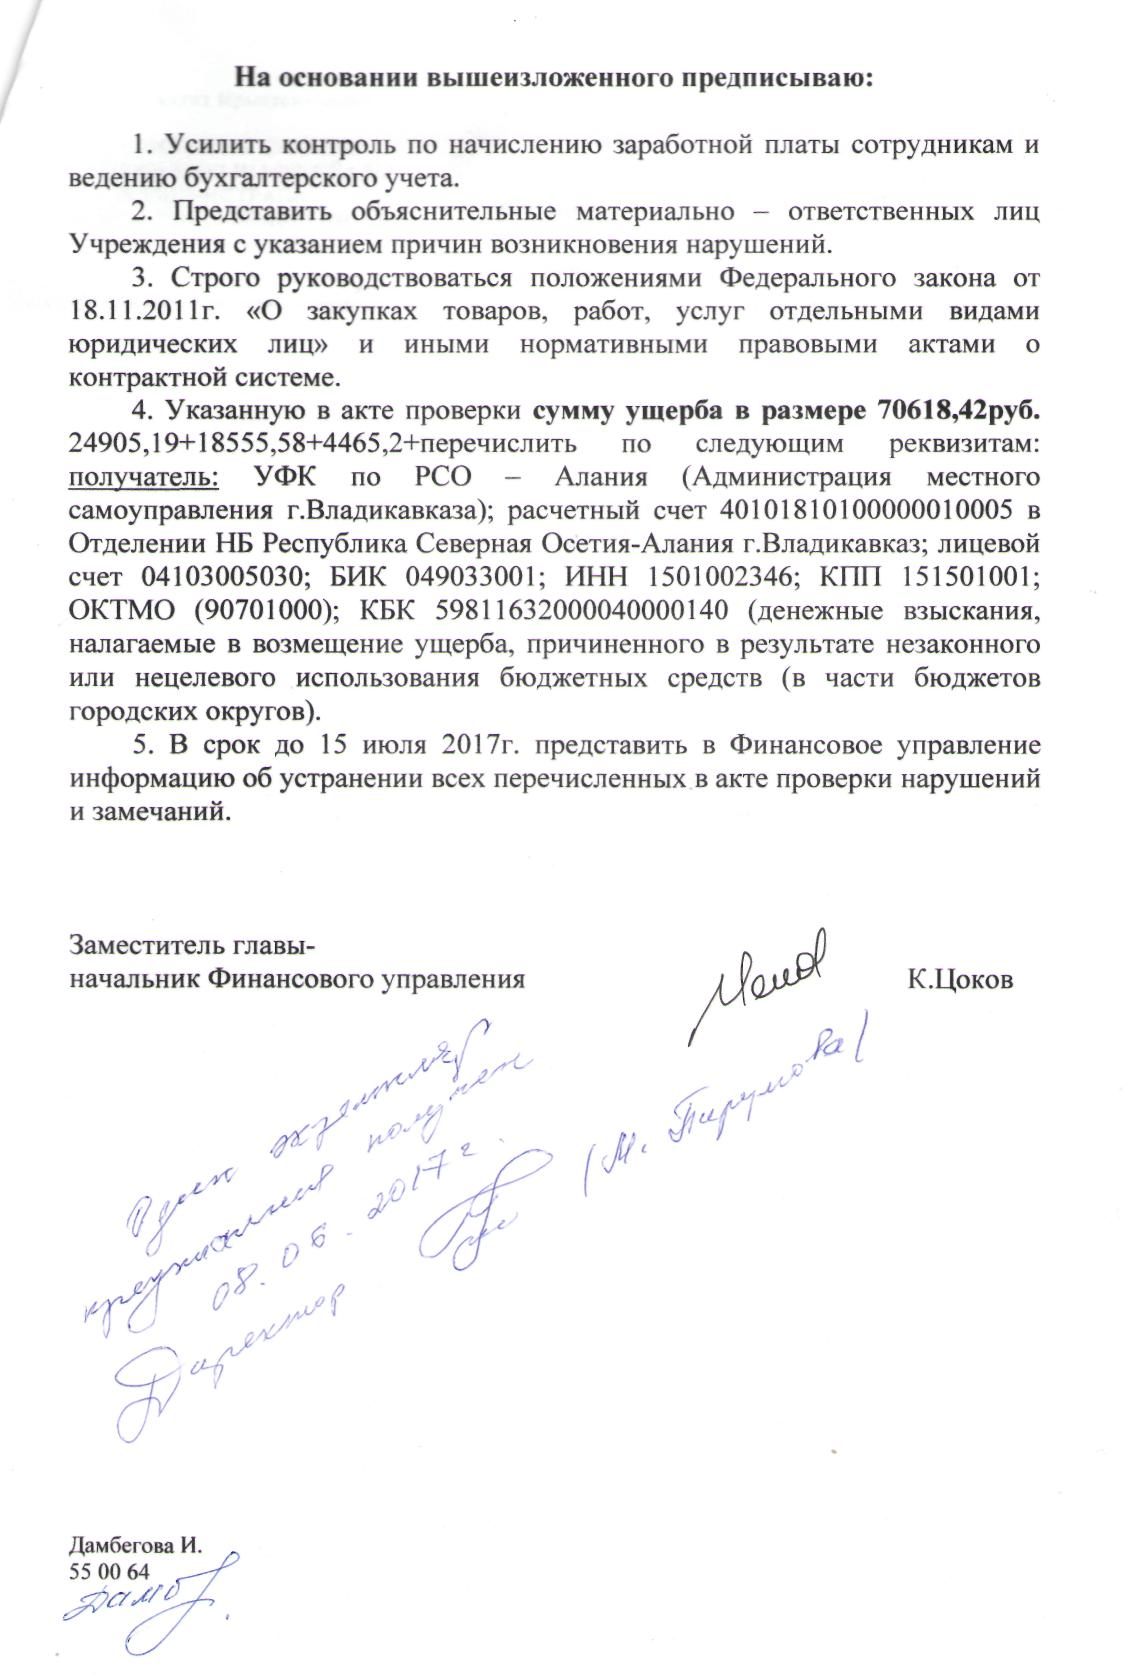 На основании вышеизложенного предписываю:
1. Усилить контроль по начислению заработной платы сотрудникам и
ведению бухгалтерского учета.
2. Представить объяснительные материально – ответственных лиц
Учреждения с указанием причин возникновения нарушений.
3. Строго руководствоваться положениями Федерального закона от
18.11.2011г. «О закупках товаров, работ, услуг отдельными видами
юридических лиц» и иными нормативными правовыми актами о
контрактной системе.
4. Указанную в акте проверки сумму ущерба в размере 70618,42руб.
24905,19+18555,58+4465,2+перечислить по следующим реквизитам:
получатель: УФК по РСО – Алания (Администрация местного
самоуправления г.Владикавказа); расчетный счет 40101810100000010005 в
Отделении НБ Республика Северная Осетия-Алания г.Владикавказ; лицевой
счет 04103005030; БИК 049033001; ИНН 1501002346; КПП 151501001;
ОКТМО (90701000); КБК 59811632000040000140 (денежные взыскания,
налагаемые в возмещение ущерба, причиненного в результате незаконного
или нецелевого использования бюджетных средств (в части бюджетов
городских округов).
5. В срок до 15 июля 2017г. представить в Финансовое управление
информацию об устранении всех перечисленных в акте проверки нарушений
и замечаний.
Заместитель главы-
начальник Финансового управления К.Цоков
Один экземпляр
предписания получен
08.06.2017г.
Директор (М. Пирумова)
Дамбегова И.
55 00 64